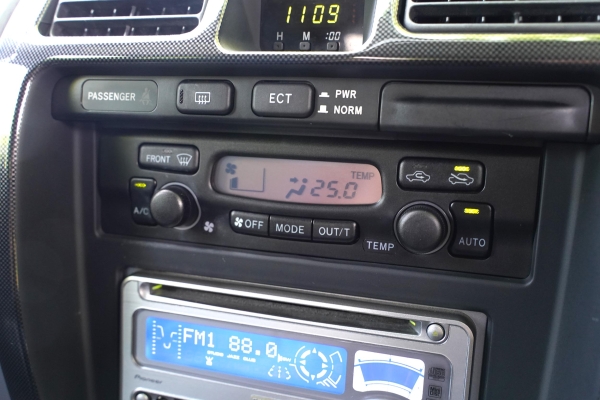 1109
H M :00
PASSENGER
ECT
PWR
NORM
FRONT
TEMP
25.0
A/C
OFF MODE OUT/T
TEMP
AUTO
FM1 88.0
Pioneer